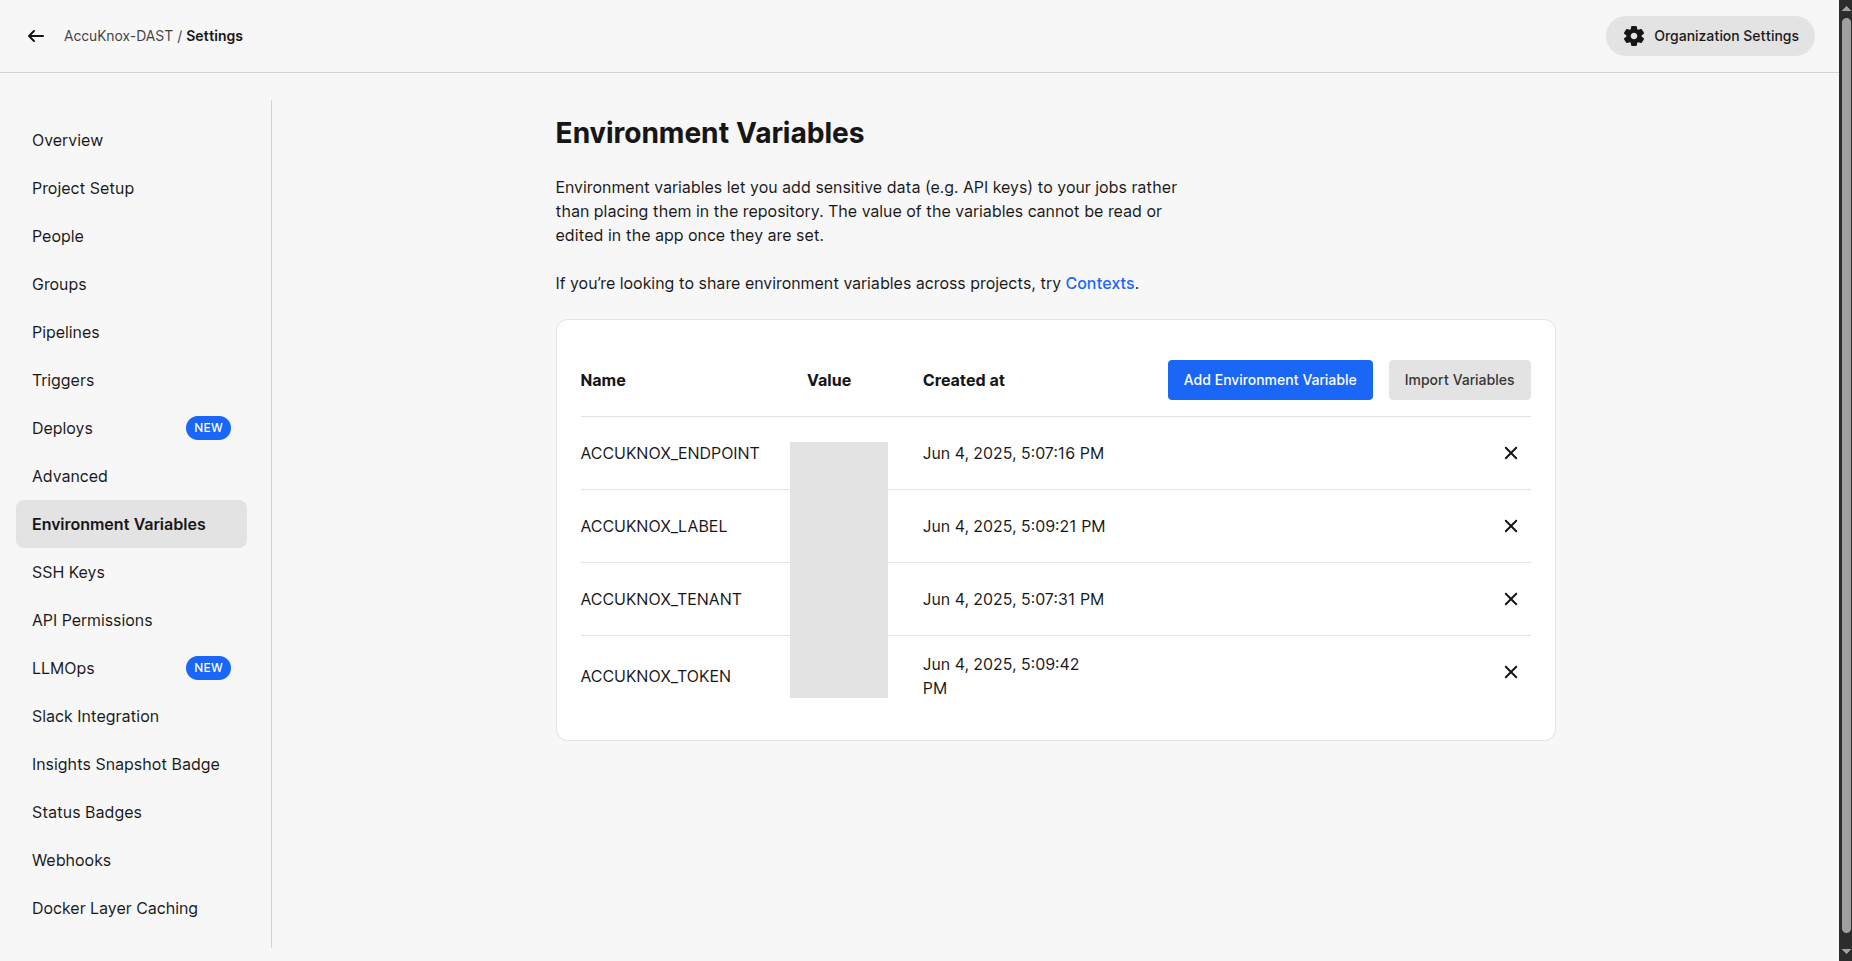 AccuKnox-DAST / Settings
Organization Settings
Overview
Project Setup
People
Groups
Pipelines
Triggers
Deploys NEW
Advanced
Environment Variables
SSH Keys
API Permissions
LLMOps NEW
Slack Integration
Insights Snapshot Badge
Status Badges
Webhooks
Docker Layer Caching
Environment Variables
Environment variables let you add sensitive data (e.g. API keys) to your jobs rather
than placing them in the repository. The value of the variables cannot be read or
edited in the app once they are set.
If you’re looking to share environment variables across projects, try Contexts.
Name Value Created at Add Environment Variable Import Variables
ACCUKNOX_ENDPOINT Jun 4, 2025, 5:07:16 PM
ACCUKNOX_LABEL Jun 4, 2025, 5:09:21 PM
ACCUKNOX_TENANT Jun 4, 2025, 5:07:31 PM
ACCUKNOX_TOKEN Jun 4, 2025, 5:09:42
PM